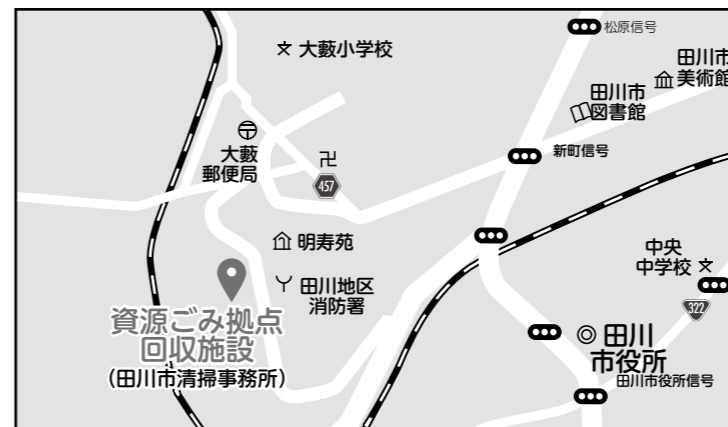 松原信号
大藪小学校
田川市
美術館
田川市
図書館
新町信号
大藪
郵便局
457
明寿苑
田川地区
消防署
中央
中学校
322
資源ごみ拠点
回収施設
(田川市清掃事務所)
田川
市役所
田川市役所信号